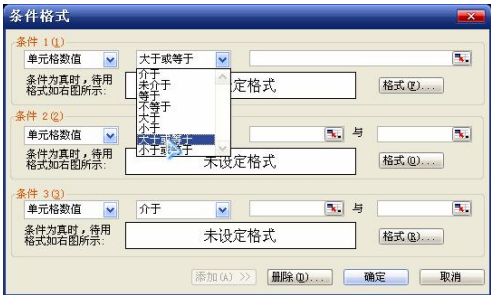 条件格式
条件 1(1)
单元格数值 大于或等于
条件为真时，待用
格式如右图所示:
定格式
格式(F)...
介于
未介于
等于
不等于
大于
小于
大于或等于
小于或等于
条件 2(2)
单元格数值 与
条件为真时，待用
格式如右图所示:
未设定格式
格式(O)...
条件 3(3)
单元格数值 介于 与
条件为真时，待用
格式如右图所示:
未设定格式
格式(R)...
添加(A) >> 删除(D)... 确定 取消